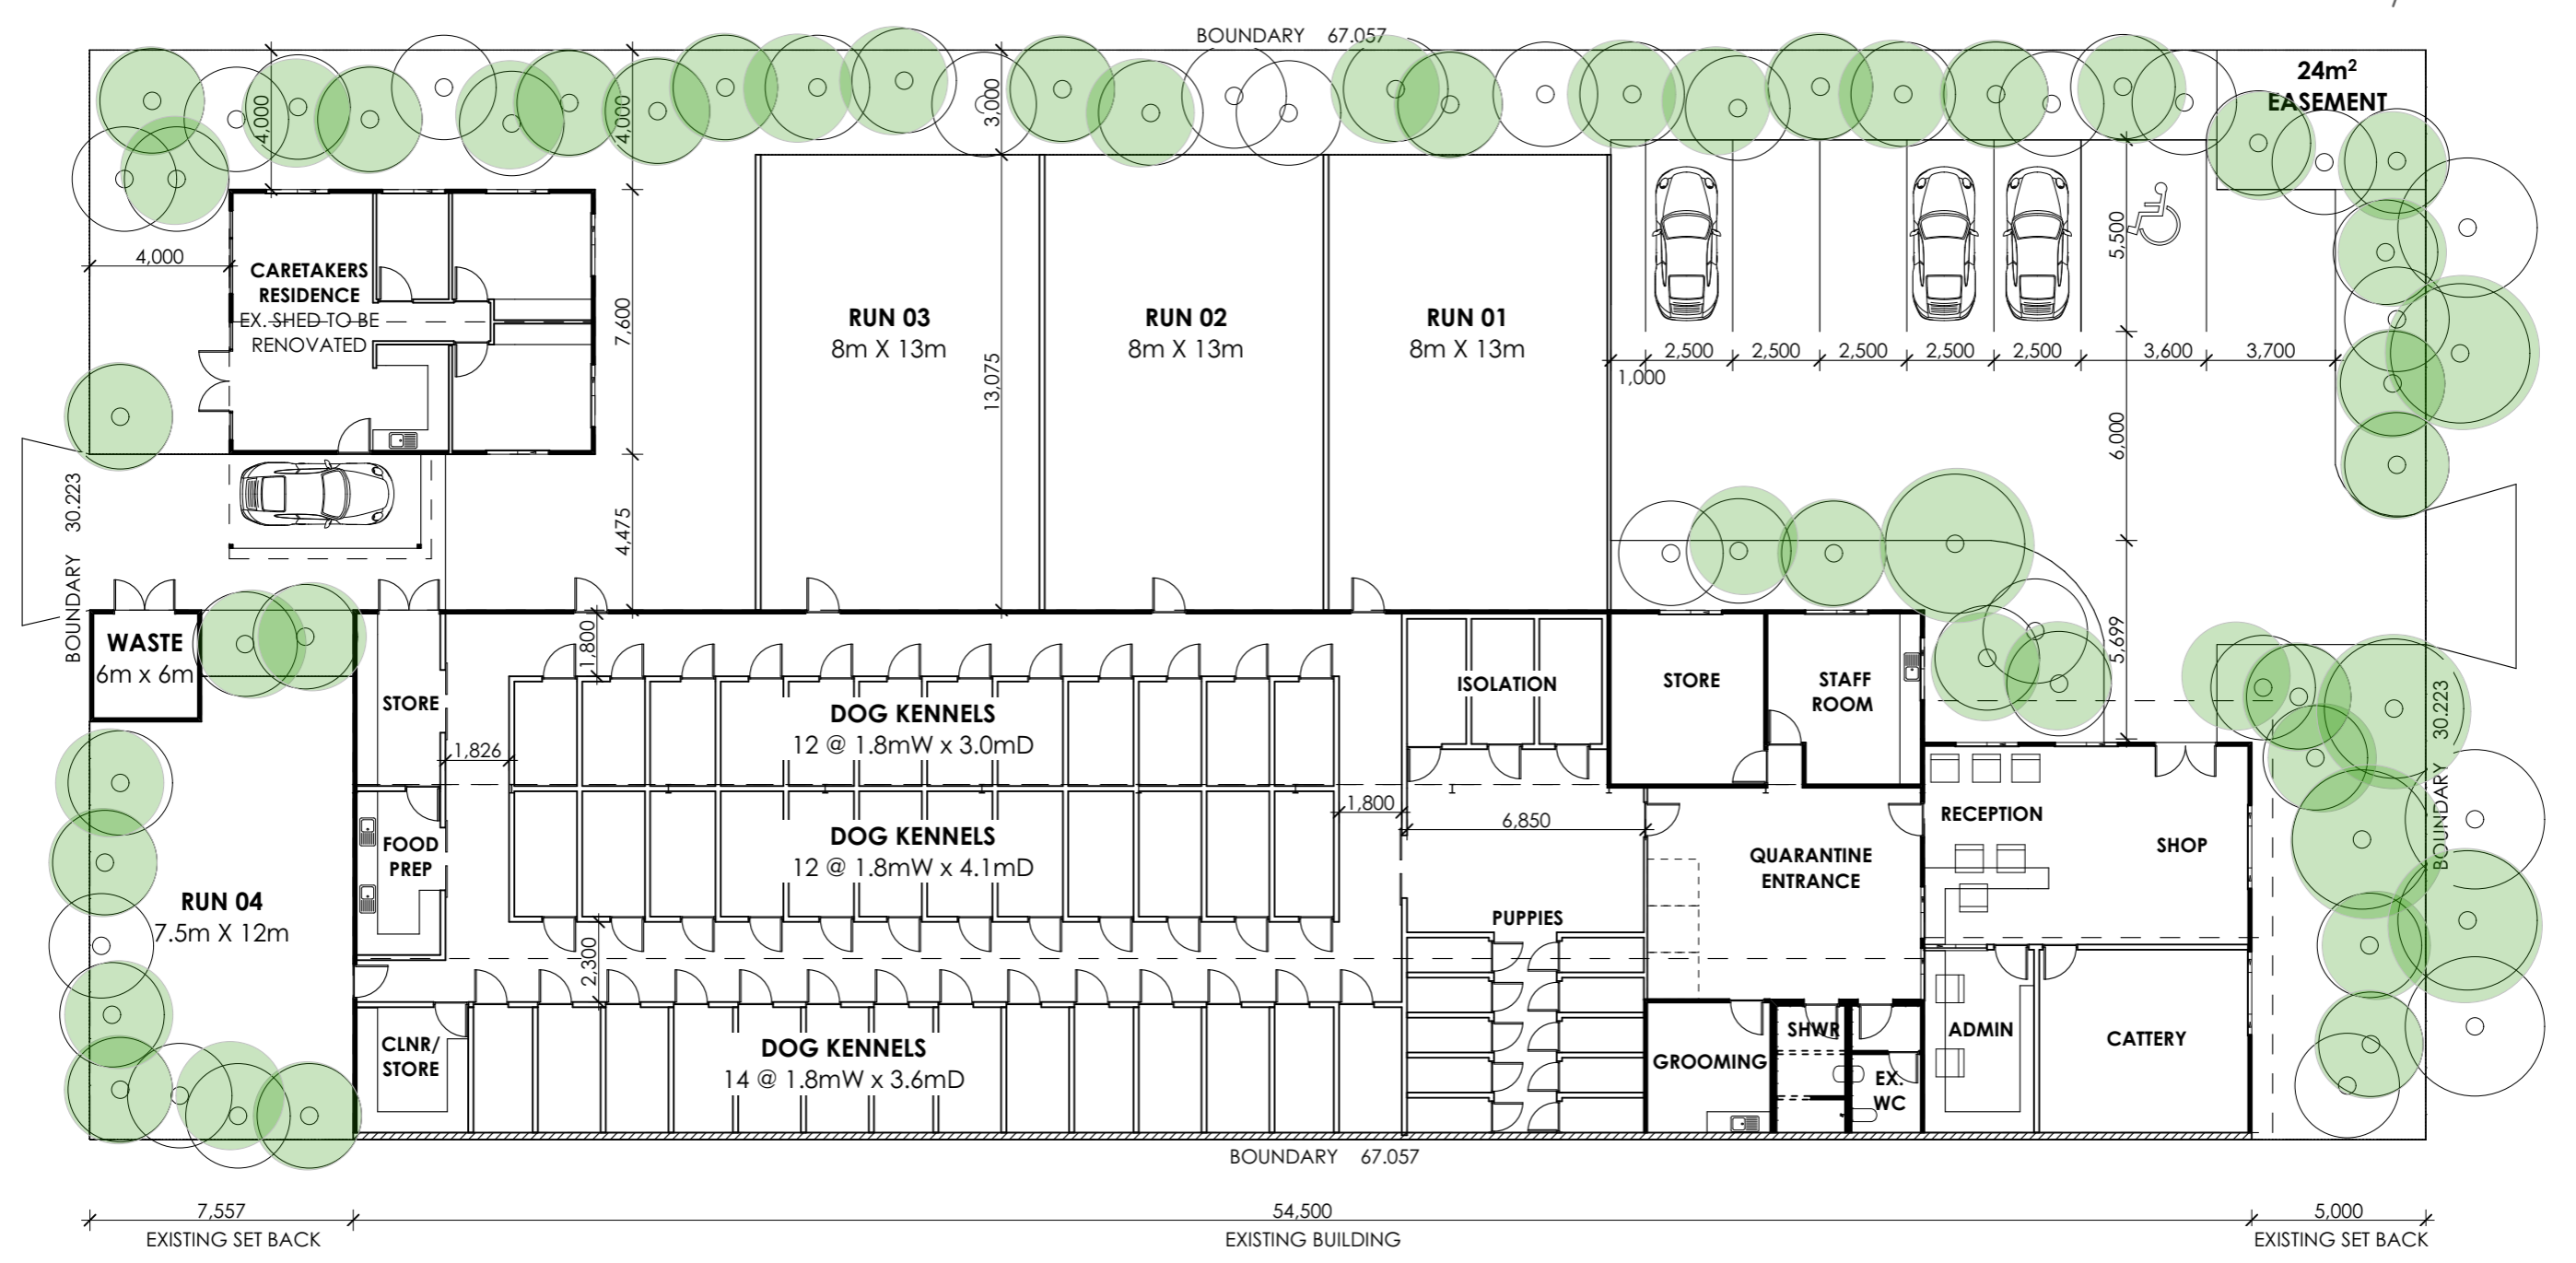 BOUNDARY 67.057
24m²
EASEMENT
4,000
4,000
3,000
4,000
CARETAKERS
RESIDENCE
EX. SHED TO BE
RENOVATED
7,600
4,475
RUN 03
8m X 13m
13,075
RUN 02
8m X 13m
RUN 01
8m X 13m
5,500
2,500
2,500
2,500
2,500
2,500
3,600
3,700
1,000
6,000
5,699
BOUNDARY 30.223
WASTE
6m x 6m
STORE
1,800
1,826
DOG KENNELS
12 @ 1.8mW x 3.0mD
DOG KENNELS
12 @ 1.8mW x 4.1mD
1,800
ISOLATION
STORE
STAFF
ROOM
6,850
FOOD
PREP
RUN 04
7.5m X 12m
2,300
PUPPIES
QUARANTINE
ENTRANCE
RECEPTION
SHOP
BOUNDARY 30.223
CLNR/
STORE
DOG KENNELS
14 @ 1.8mW x 3.6mD
GROOMING
SHWR
EX.
WC
ADMIN
CATTERY
BOUNDARY 67.057
7,557
EXISTING SET BACK
54,500
EXISTING BUILDING
5,000
EXISTING SET BACK